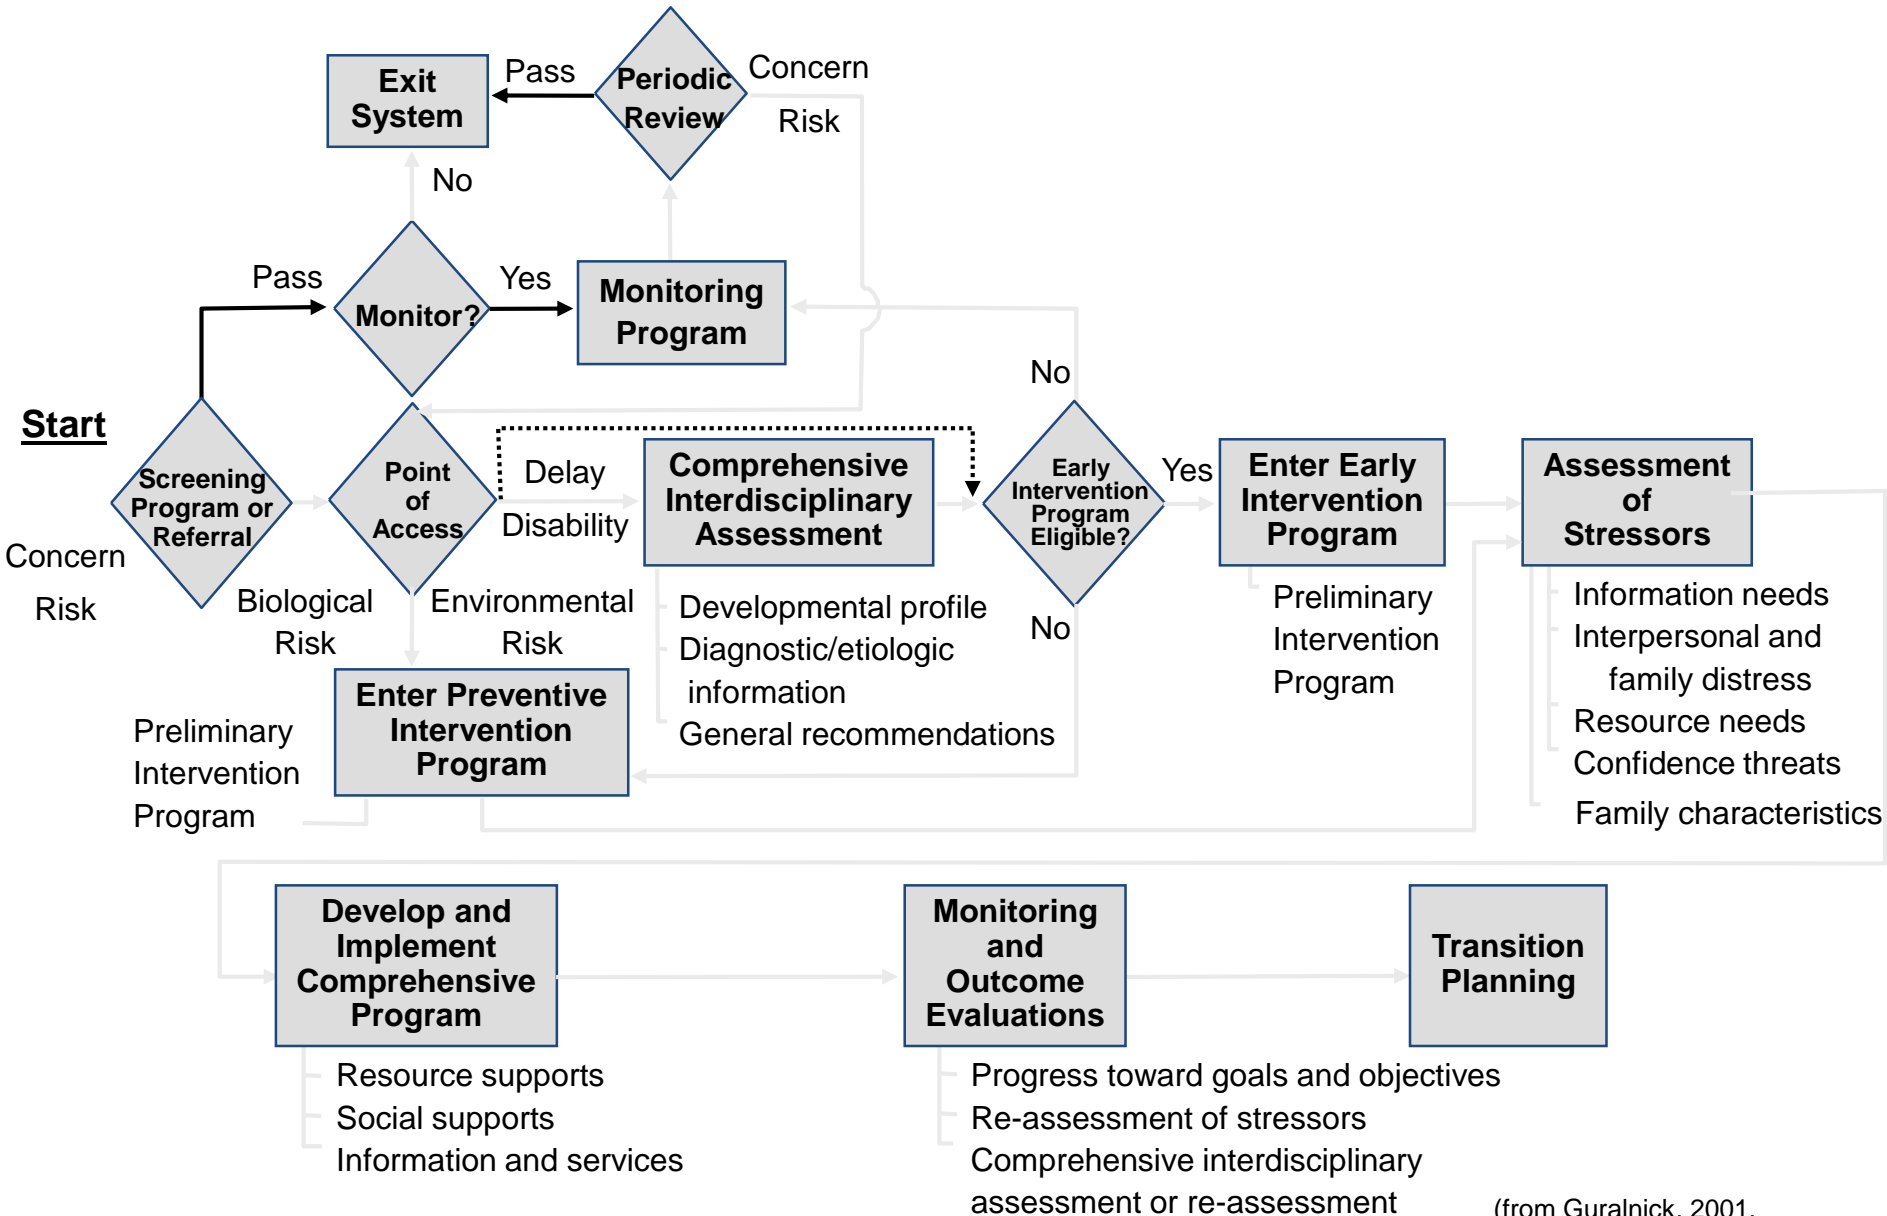 Exit
System
Pass
Periodic
Review
Concern
Risk
No
Pass
Monitor?
Yes
Monitoring
Program
No
Start
Screening
Program or
Referral
Concern
Risk
Point
of
Access
Delay
Disability
Comprehensive
Interdisciplinary
Assessment
Early
Intervention
Program
Eligible?
Yes
Enter Early
Intervention
Program
Assessment
of
Stressors
Biological
Risk
Environmental
Risk
Developmental profile
Diagnostic/etiologic
information
General recommendations
No
Preliminary
Intervention
Program
Information needs
Interpersonal and
family distress
Resource needs
Confidence threats
Family characteristics
Enter Preventive
Intervention
Program
Preliminary
Intervention
Program
Develop and
Implement
Comprehensive
Program
Monitoring
and
Outcome
Evaluations
Transition
Planning
Resource supports
Social supports
Information and services
Progress toward goals and objectives
Re-assessment of stressors
Comprehensive interdisciplinary
assessment or re-assessment
(from Guralnick, 2001,